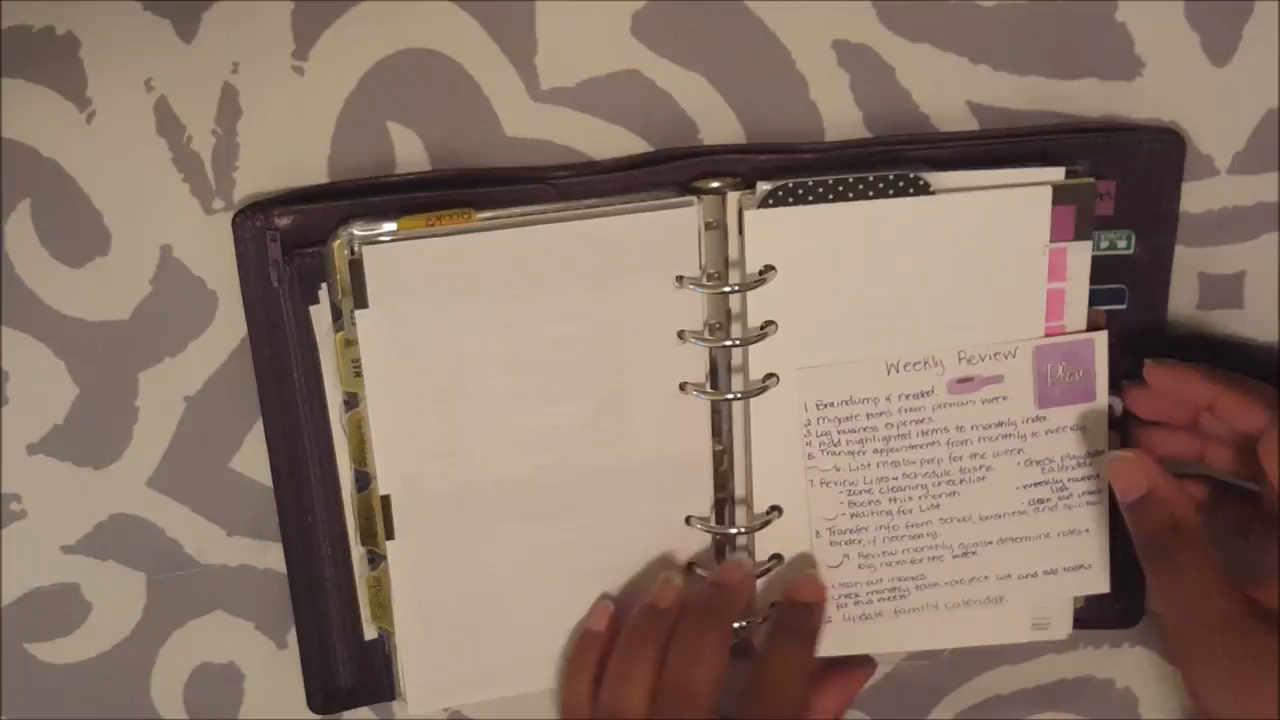 Books
MAR
Weekly Review
Plan
1 Braindump if needed.
2 Migrate tasks from previous week.
3. Log business expenses.
4. Add highlighted items to monthly index
5. Transfer appointments from monthly to weekly.
6. List meals + prep for the week
7. Review Lists + schedule tasks
- zone cleaning checklist
- Books this month
- Waiting for List
• check
calendar
• weekly routine
list
• clean out
8. Transfer info from school, business, and
binder, if necessary.
9. Review monthly goals + determine
big rocks for the week.
clean out inboxes
check monthly task + project list and add tasks
for this week
Update family calendar.